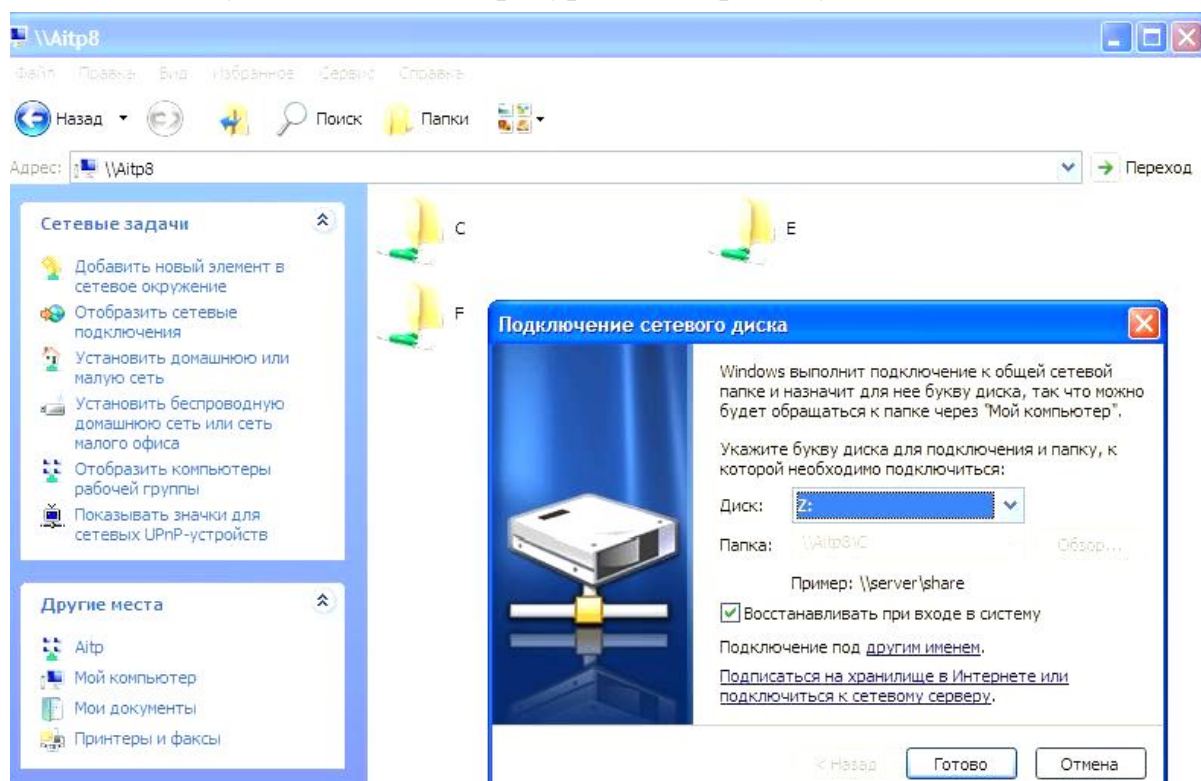 \\Aitp8
Файл Правка Вид Избранное Сервис Справка
Назад Поиск Папки
Адрес: \\Aitp8 Переход
Сетевые задачи
Добавить новый элемент в
сетевое окружение
Отобразить сетевые
подключения
Установить домашнюю или
малую сеть
Установить беспроводную
домашнюю сеть или сеть
малого офиса
Отобразить компьютеры
рабочей группы
Показывать значки для
сетевых UPnP-устройств
Другие места
Aitp
Мой компьютер
Мои документы
Принтеры и факсы
C
E
F
Подключение сетевого диска
Windows выполнит подключение к общей сетевой
папке и назначит для нее букву диска, так что можно
будет обращаться к папке через "Мой компьютер".
Укажите букву диска для подключения и папку, к
которой необходимо подключиться:
Диск: Z:
Папка: \\Aitp8\C Обзор...
Пример: \\server\share
Восстанавливать при входе в систему
Подключение под другим именем.
Подписаться на хранилище в Интернете или
подключиться к сетевому серверу.
< Назад Готово Отмена